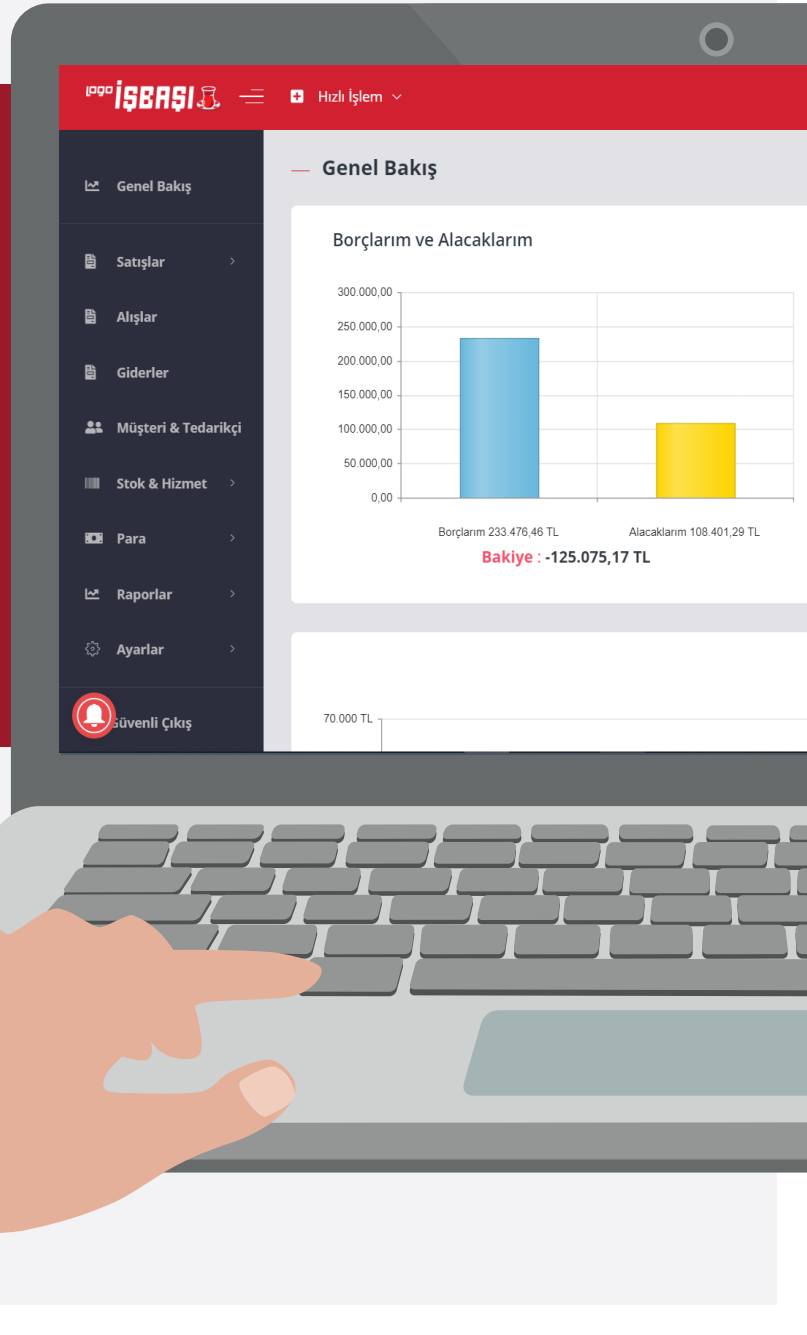 logo İŞBAŞI
Hızlı İşlem
Genel Bakış
Satışlar
Alışlar
Giderler
Müşteri & Tedarikçi
Stok & Hizmet
Para
Raporlar
Ayarlar
Güvenli Çıkış
Genel Bakış
Borçlarım ve Alacaklarım
300.000,00
250.000,00
200.000,00
150.000,00
100.000,00
50.000,00
0,00
Borçlarım 233.476,46 TL
Alacaklarım 108.401,29 TL
Bakiye : -125.075,17 TL
70.000 TL